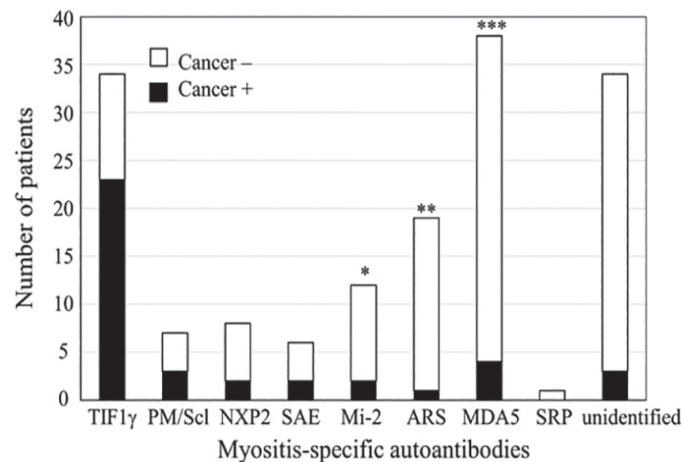 Number of patients
40
35
30
25
20
15
10
5
0
Cancer –
Cancer +
*
**
***
TIF1γ PM/Scl NXP2 SAE Mi-2 ARS MDA5 SRP unidentified
Myositis-specific autoantibodies